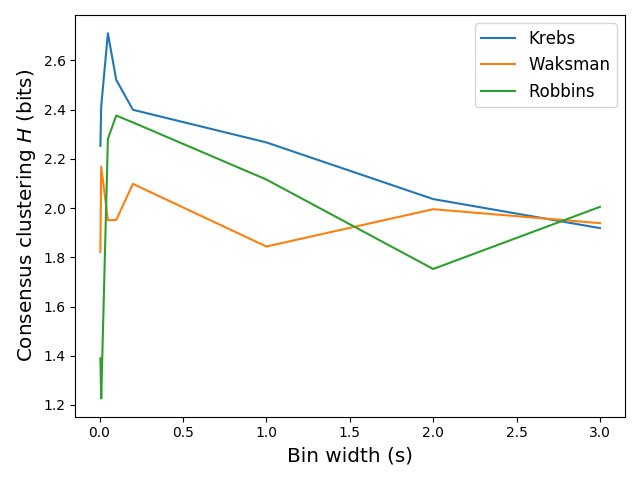 Krebs
Waksman
Robbins
2.6
2.4
2.2
2.0
1.8
1.6
1.4
1.2
Consensus clustering H (bits)
0.0 0.5 1.0 1.5 2.0 2.5 3.0
Bin width (s)